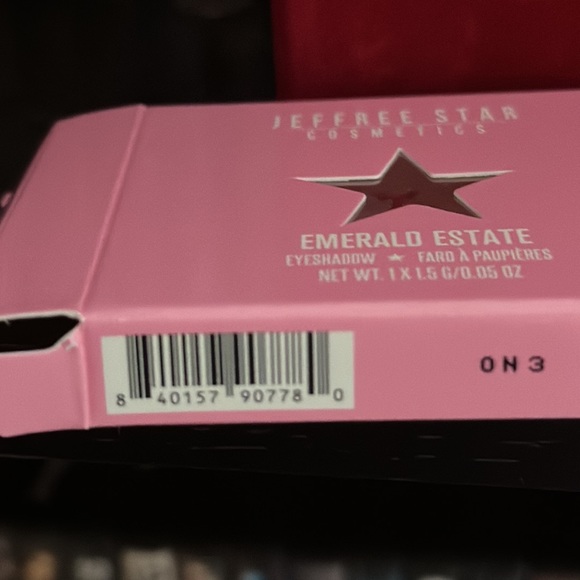 JEFFREE STAR
COSMETICS
EMERALD ESTATE
EYESHADOW ★ FARD À PAUPIÈRES
NET WT. 1 X 1.5 G/0.05 OZ
8 40157 90778 0
0N3